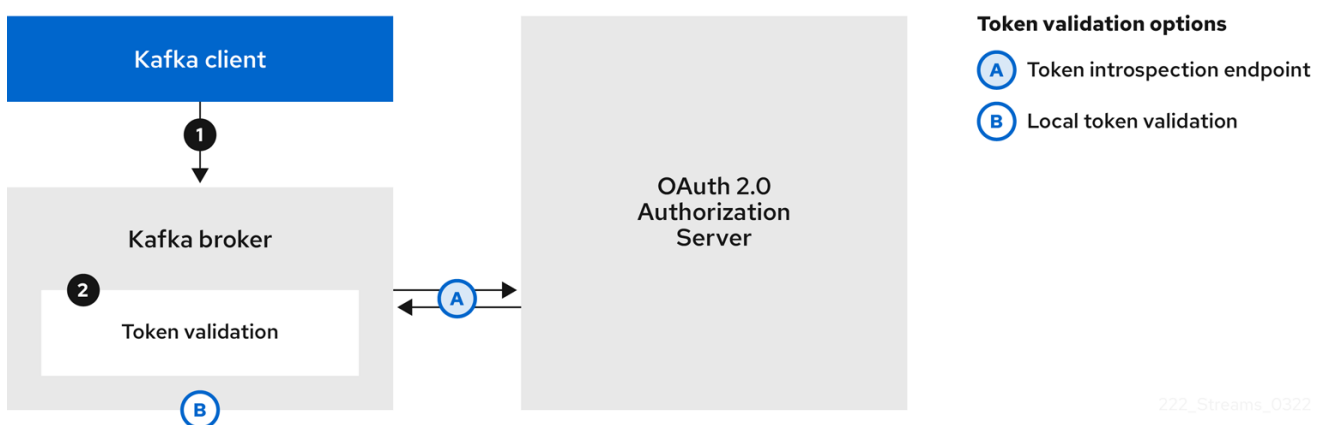 Kafka client
1
Kafka broker
2
Token validation
B
A
OAuth 2.0
Authorization
Server
Token validation options
A Token introspection endpoint
B Local token validation
222_Streams_0322